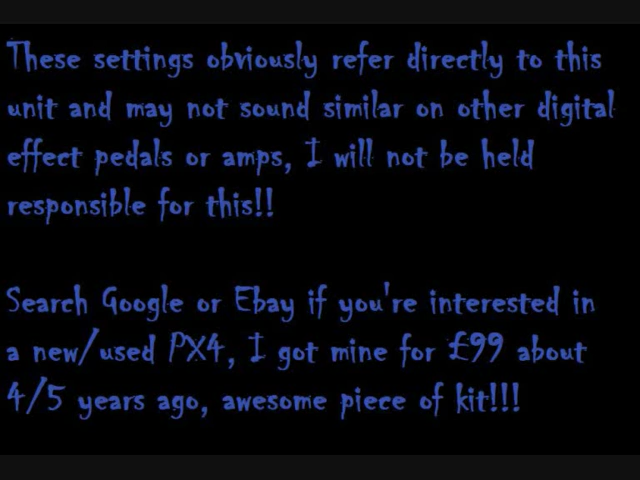 These settings obviously refer directly to this
unit and may not sound similar on other digital
effect pedals or amps, I will not be held
responsible for this!!
Search Google or Ebay if you're interested in
a new/used PX4, I got mine for £99 about
4/5 years ago, awesome piece of kit!!!